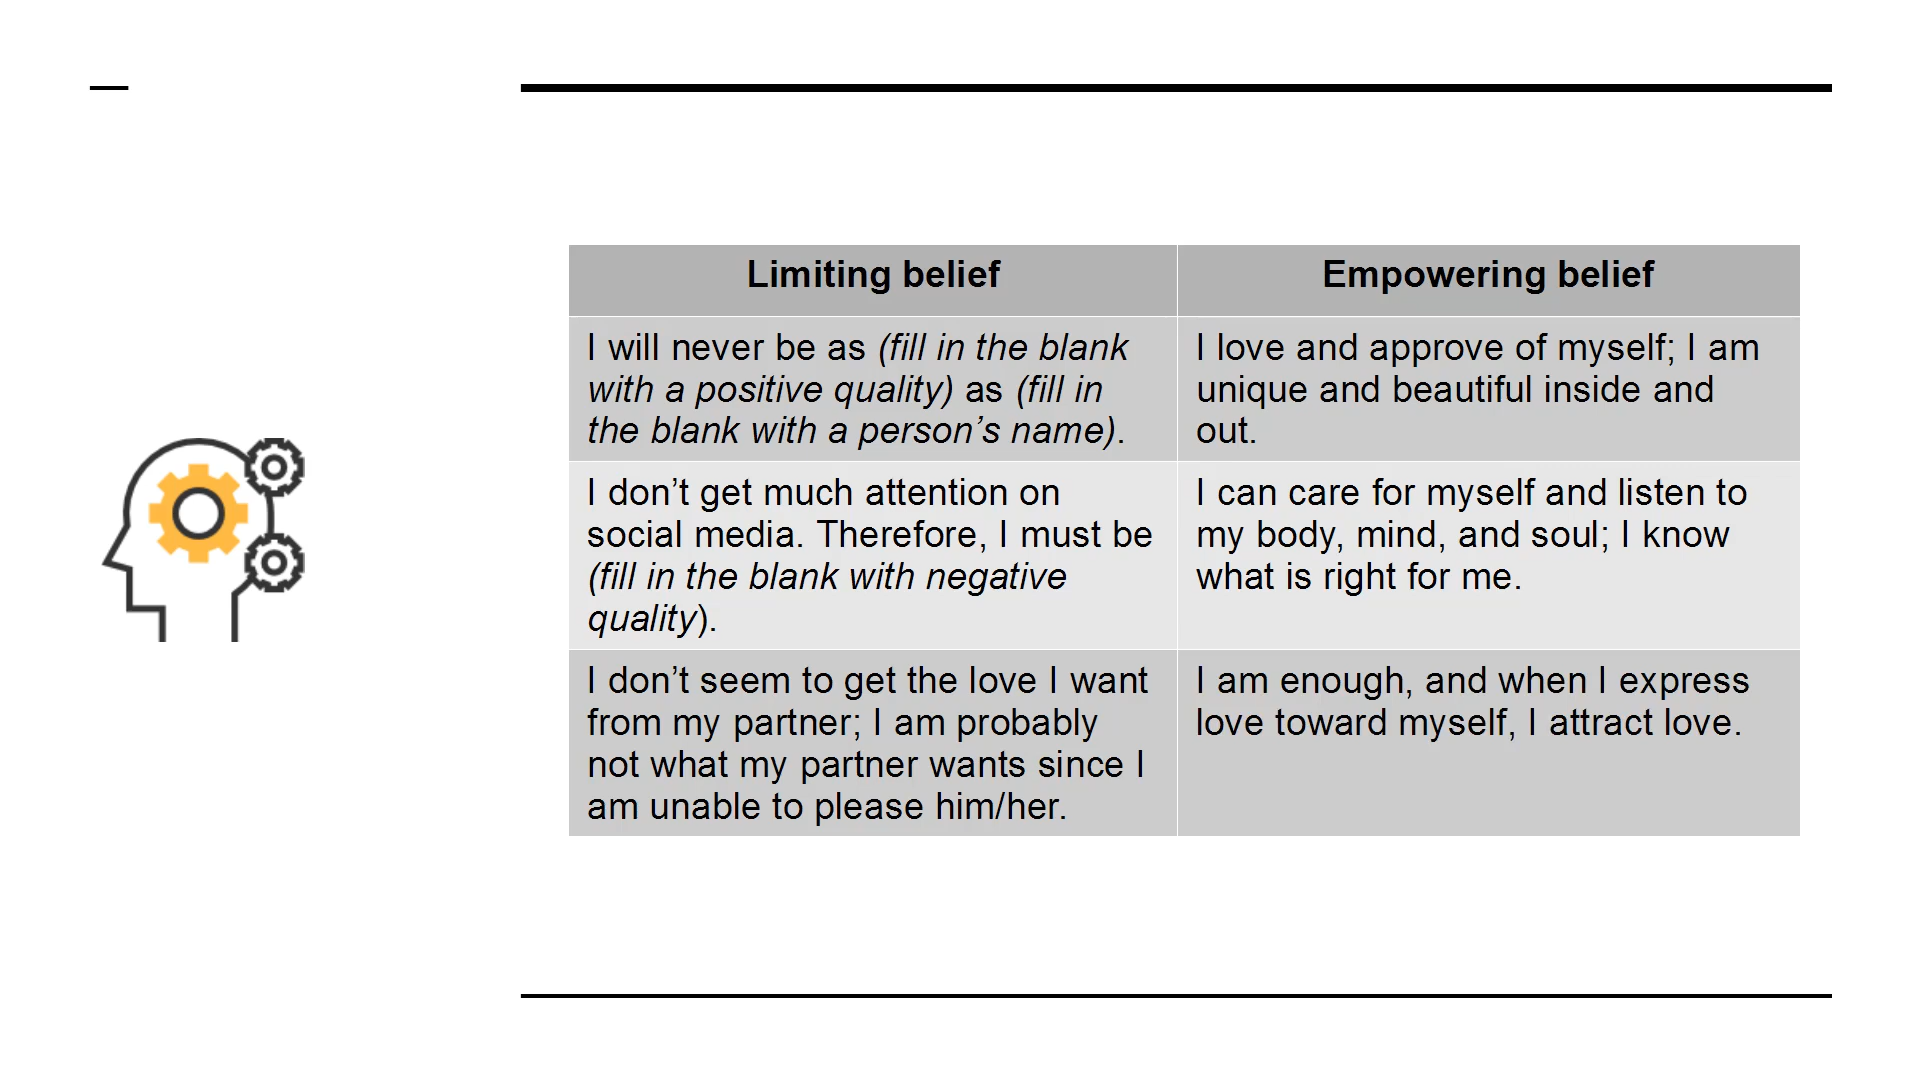 Limiting belief
Empowering belief
I will never be as (fill in the blank
with a positive quality) as (fill in
the blank with a person’s name).
I love and approve of myself; I am
unique and beautiful inside and
out.
I don’t get much attention on
social media. Therefore, I must be
(fill in the blank with negative
quality).
I can care for myself and listen to
my body, mind, and soul; I know
what is right for me.
I don’t seem to get the love I want
from my partner; I am probably
not what my partner wants since I
am unable to please him/her.
I am enough, and when I express
love toward myself, I attract love.